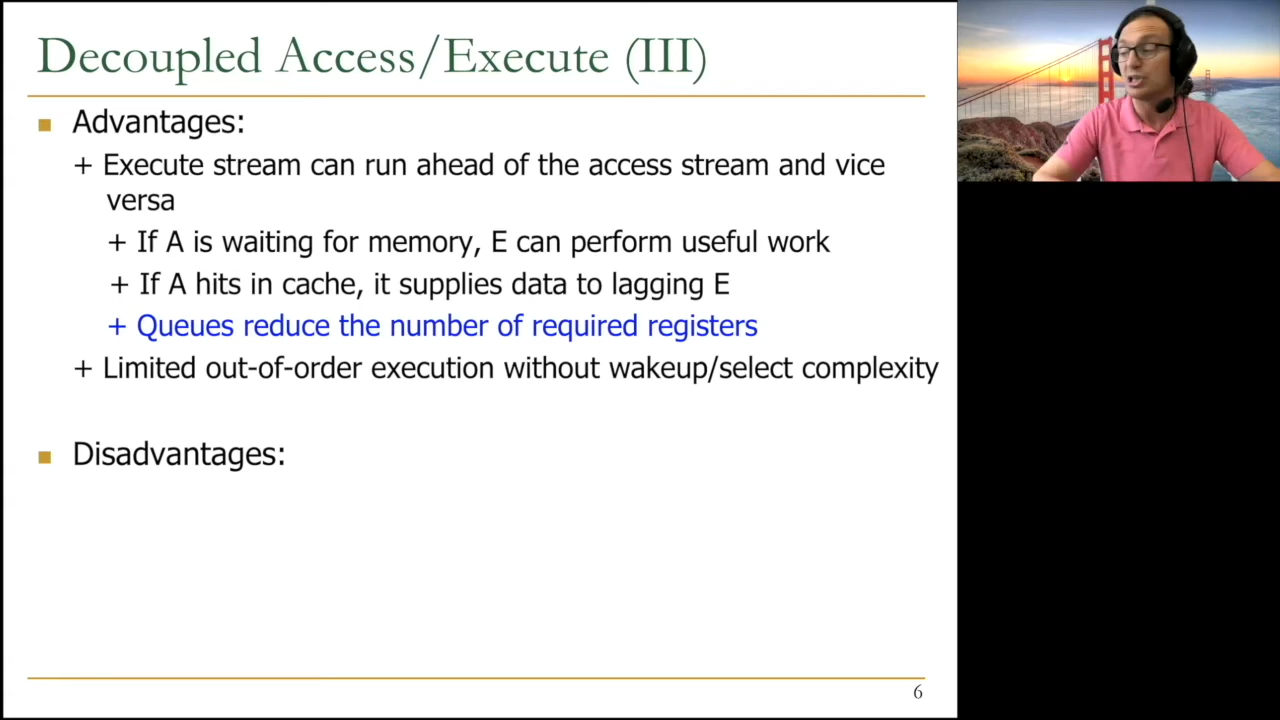 Decoupled Access/Execute (III)
Advantages:
+ Execute stream can run ahead of the access stream and vice
versa
+ If A is waiting for memory, E can perform useful work
+ If A hits in cache, it supplies data to lagging E
+ Queues reduce the number of required registers
+ Limited out-of-order execution without wakeup/select complexity
Disadvantages:
6